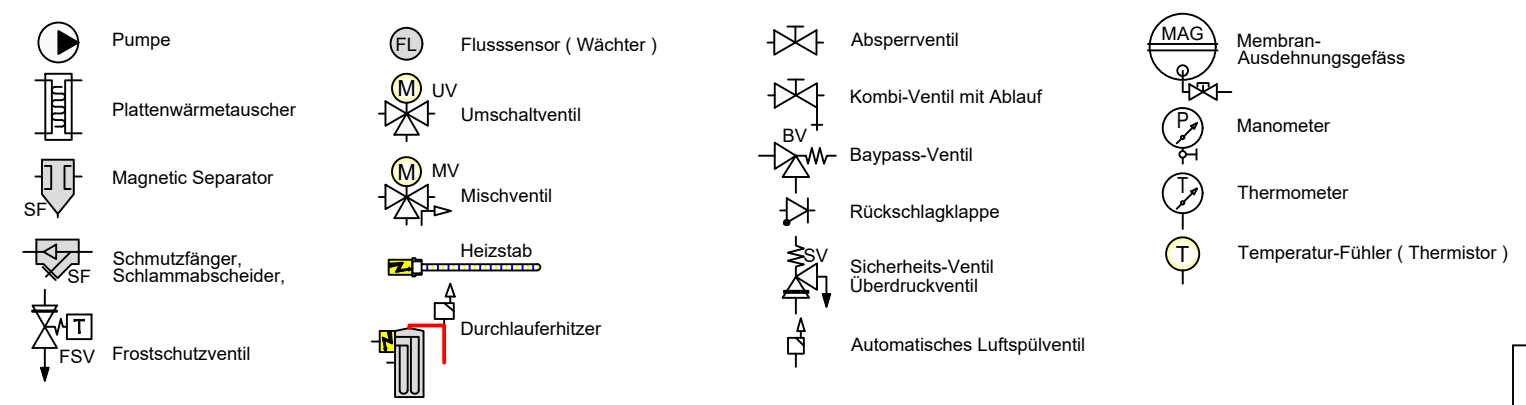 Pumpe
Plattenwärmetauscher
Magnetic Separator
SF
Schmutzfänger,
Schlammabscheider,
SF
T
FSV
Frostschutzventil
FL
Flusssensor ( Wächter )
M
UV
Umschaltventil
M
MV
Mischventil
Heizstab
Durchlauferhitzer
Absperrventil
Kombi-Ventil mit Ablauf
BV
Baypass-Ventil
Rückschlagklappe
SV
Sicherheits-Ventil
Überdruckventil
Automatisches Luftspülventil
MAG
Membran-
Ausdehnungsgefäss
P
Manometer
T
Thermometer
T
Temperatur-Fühler ( Thermistor )